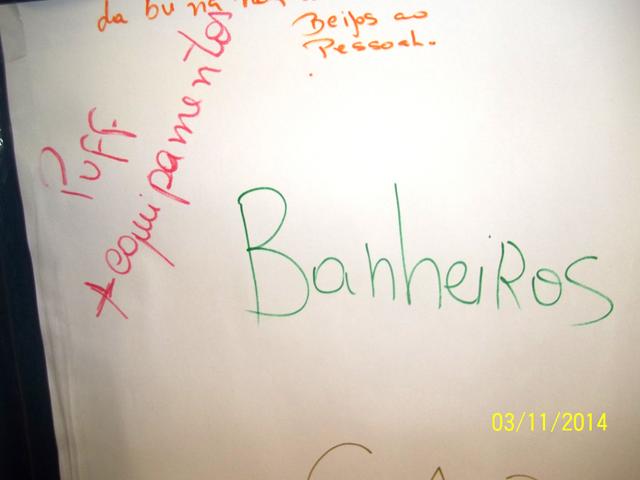 Beijos ao
Pessoal.
Puff.
+ equipamentos
Banheiros
03/11/2014